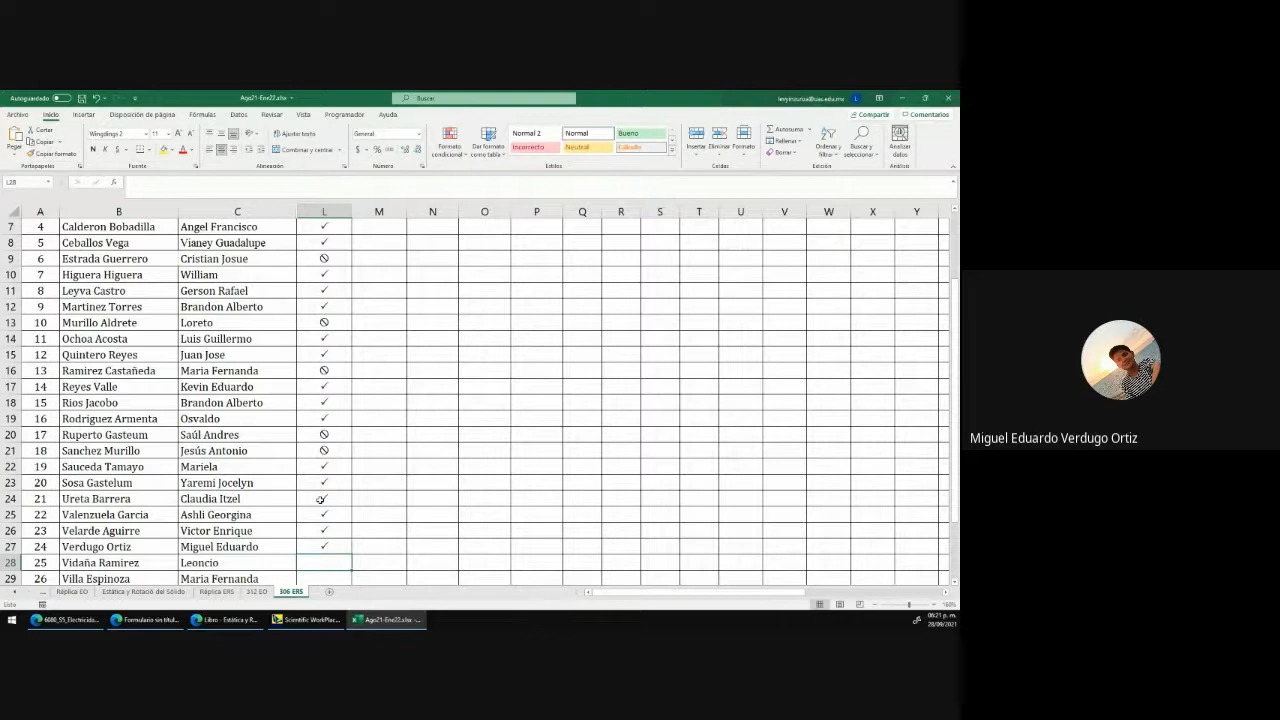 Autoguardado
Ago21-Ene22.xlsx
Buscar
Archivo Inicio Insertar Disposición de página Fórmulas Datos Revisar Vista Programador Ayuda
Compartir Comentarios
Pegar
Cortar
Copiar
Copiar formato
Portapapeles
Wingdings 2 11
N K S
Fuente
Ajustar texto
Combinar y centrar
Alineación
General
Número
Formato condicional
Dar formato como tabla
Normal 2 Normal Bueno
Incorrecto Neutral Cálculo
Estilos
Insertar Eliminar Formato
Celdas
Autosuma
Rellenar
Borrar
Ordenar y filtrar
Buscar y seleccionar
Edición
Analizar datos
Análisis
L28
A B C L M N O P Q R S T U V W X Y
7 4 Calderon Bobadilla Angel Francisco ✓
8 5 Ceballos Vega Vianey Guadalupe ✓
9 6 Estrada Guerrero Cristian Josue
10 7 Higuera Higuera William ✓
11 8 Leyva Castro Gerson Rafael ✓
12 9 Martinez Torres Brandon Alberto ✓
13 10 Murillo Aldrete Loreto
14 11 Ochoa Acosta Luis Guillermo ✓
15 12 Quintero Reyes Juan Jose ✓
16 13 Ramirez Castañeda Maria Fernanda
17 14 Reyes Valle Kevin Eduardo ✓
18 15 Rios Jacobo Brandon Alberto ✓
19 16 Rodriguez Armenta Osvaldo ✓
20 17 Ruperto Gasteum Saúl Andres
21 18 Sanchez Murillo Jesús Antonio
22 19 Sauceda Tamayo Mariela ✓
23 20 Sosa Gastelum Yaremi Jocelyn ✓
24 21 Ureta Barrera Claudia Itzel ✓
25 22 Valenzuela Garcia Ashli Georgina ✓
26 23 Velarde Aguirre Victor Enrique ✓
27 24 Verdugo Ortiz Miguel Eduardo ✓
28 25 Vidaña Ramirez Leoncio
29 26 Villa Espinoza Maria Fernanda
... Réplica EO Estática y Rotació del Sólido Réplica ERS 312 EO 306 ERS
Listo
160%
6080_S5_Electricida... Formulario sin títul... Libro - Estática y R... Scientific WorkPlac... Ago21-Ene22.xlsx -...
06:21 p. m.
28/09/2021
Miguel Eduardo Verdugo Ortiz